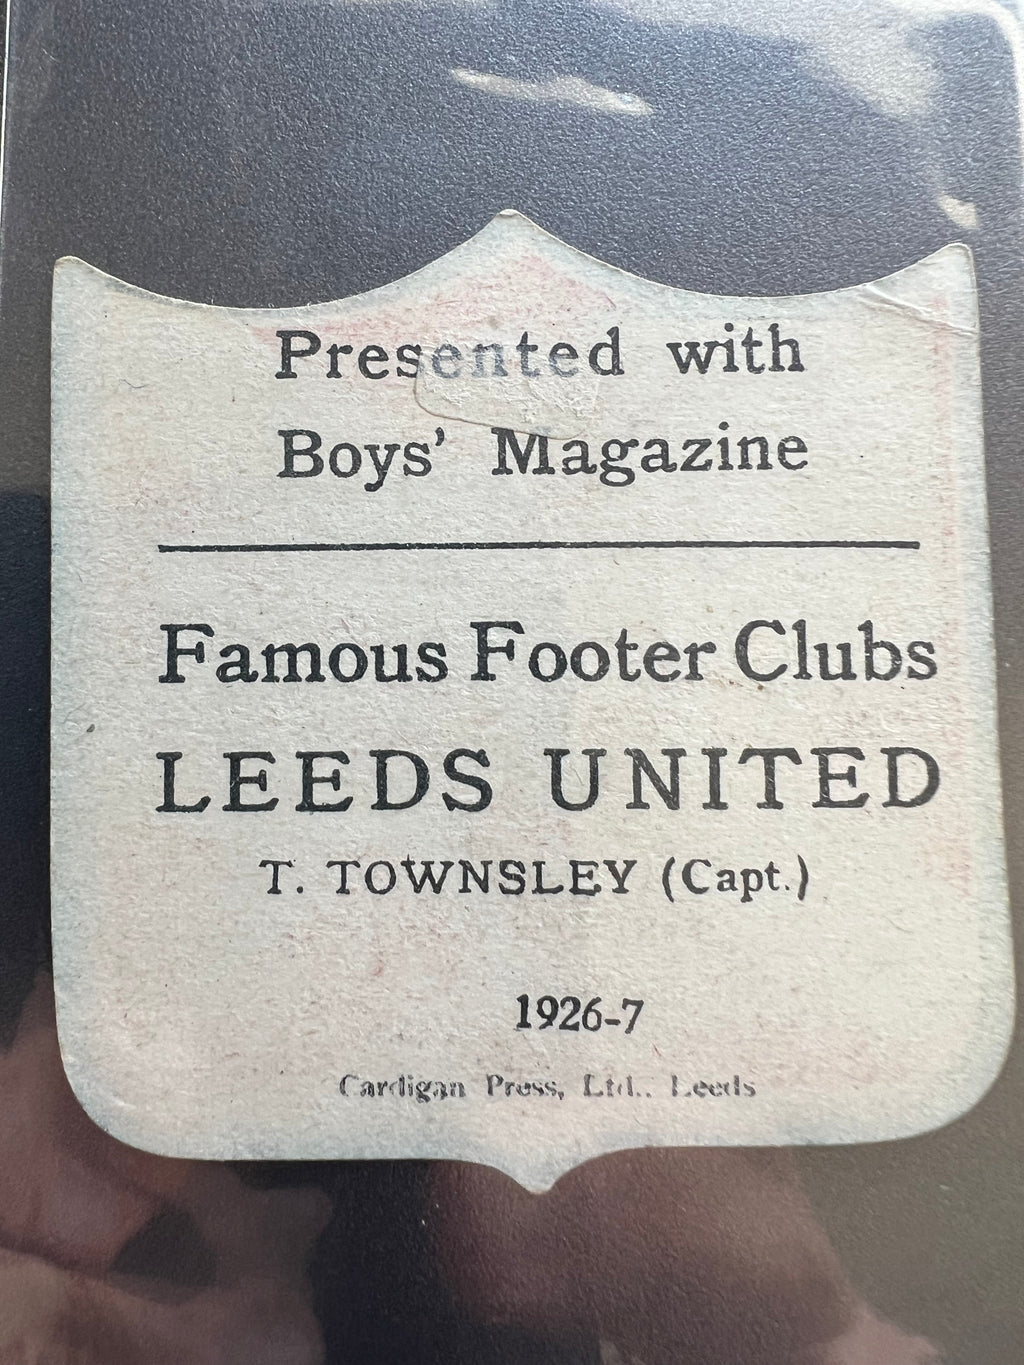 Presented with
Boys' Magazine
Famous Footer Clubs
LEEDS UNITED
T. TOWNSLEY (Capt.)
1926-7
Cardigan Press, Ltd., Leeds